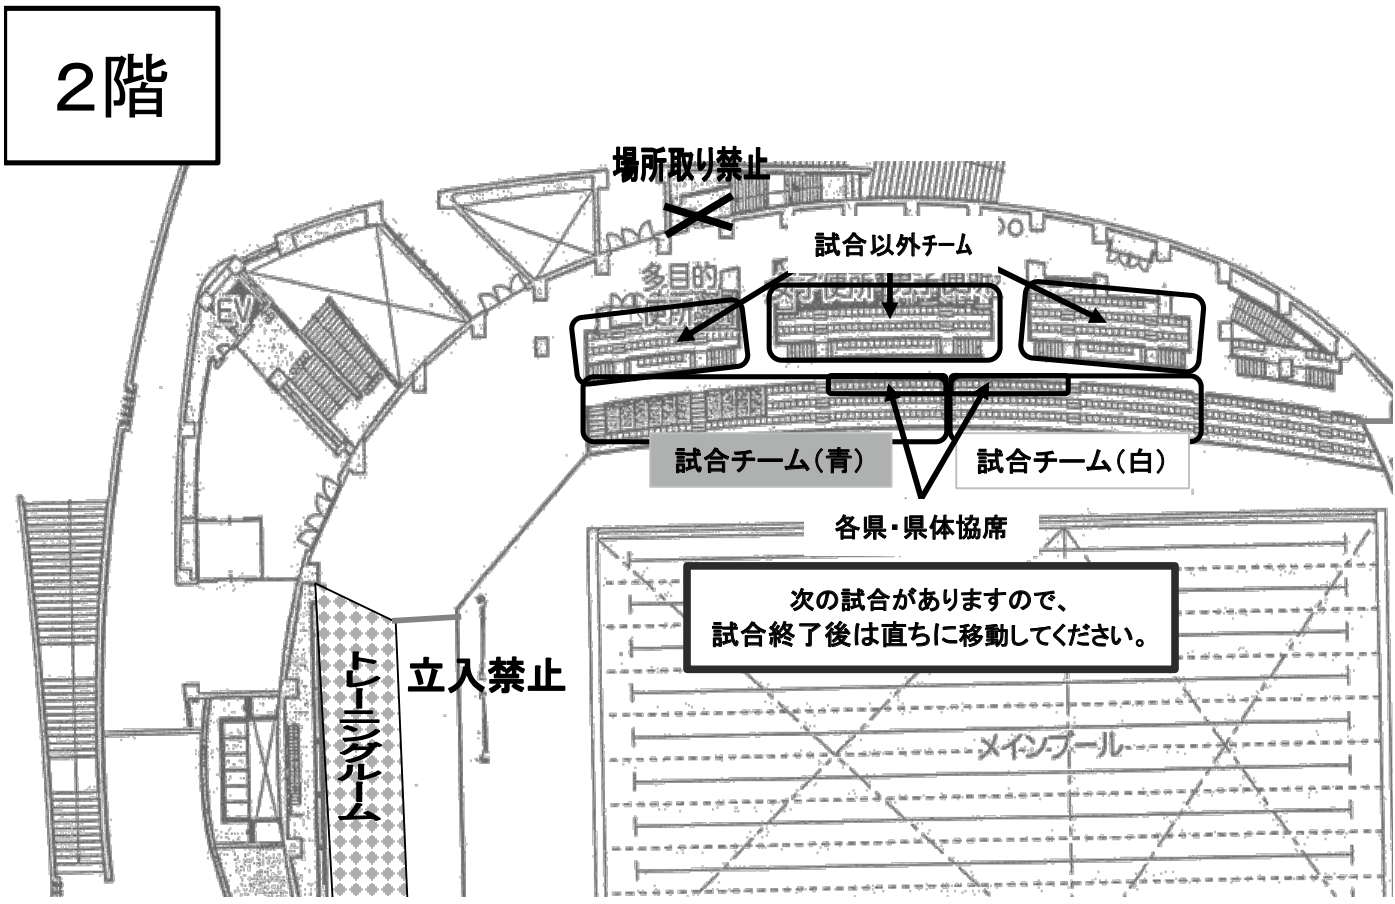 ２階
場所取り禁止
試合以外チーム
多目的
便所
EV
試合チーム（青）
試合チーム（白）
各県・県体協席
次の試合がありますので、
試合終了後は直ちに移動してください。
トレーニングルーム
立入禁止
メインプール